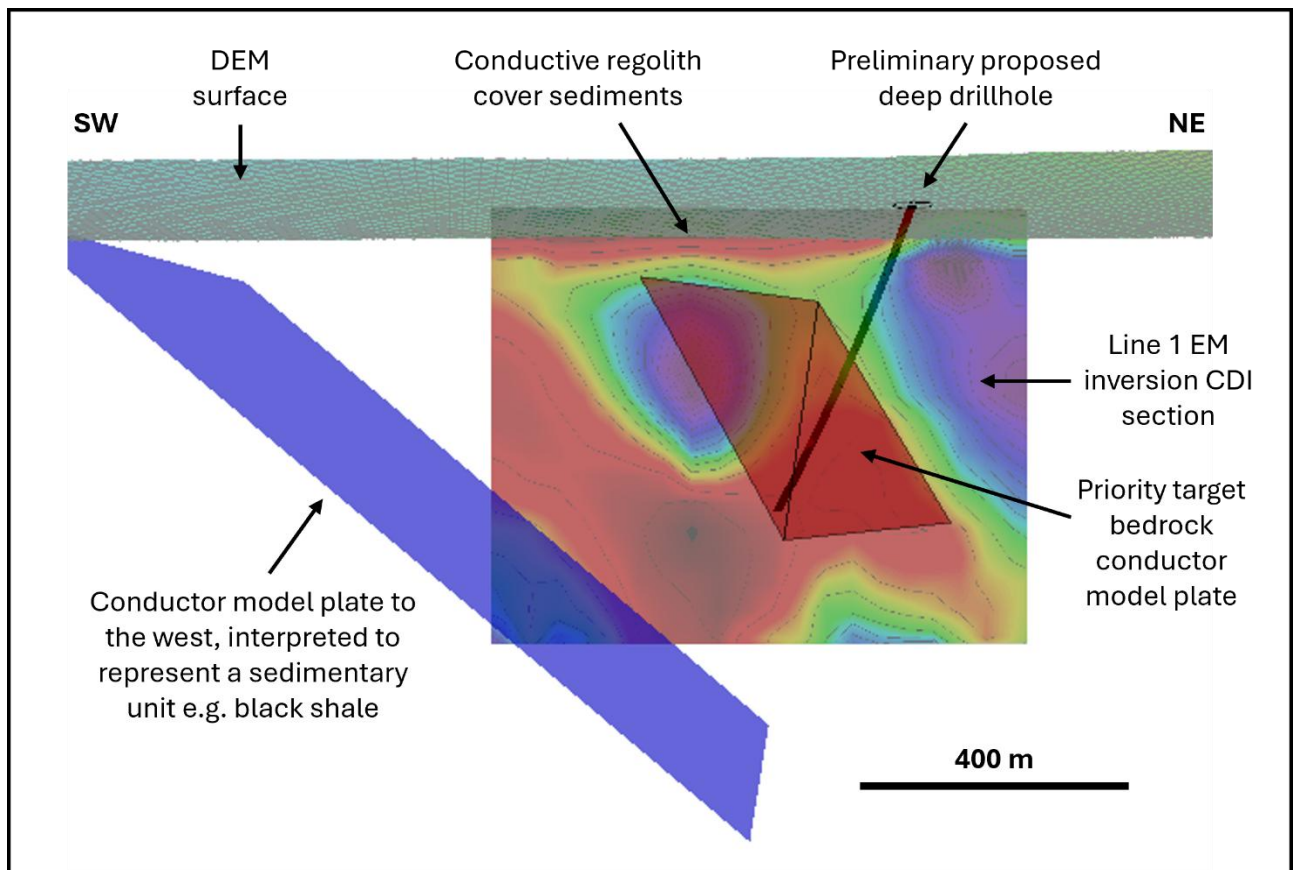 DEM
surface
Conductive regolith
cover sediments
Preliminary proposed
deep drillhole
SW
NE
Line 1 EM
inversion CDI
section
Priority target
bedrock
conductor
model plate
Conductor model plate to
the west, interpreted to
represent a sedimentary
unit e.g. black shale
400 m